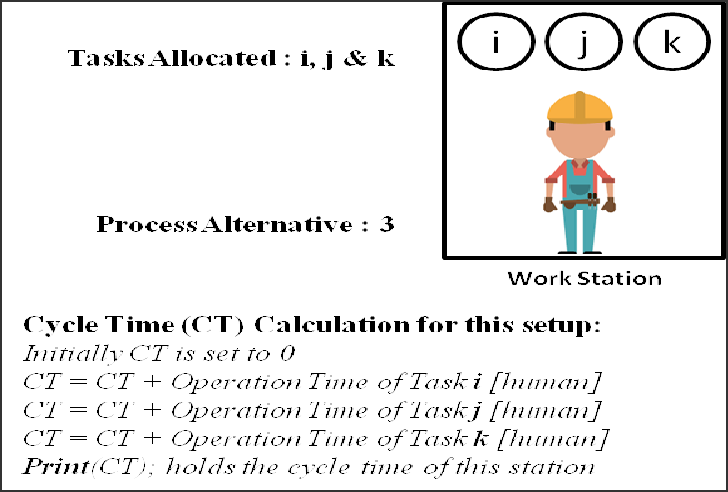 Tasks Allocated : i, j & k
i j k
Process Alternative : 3
Work Station
Cycle Time (CT) Calculation for this setup:
Initially CT is set to 0
CT = CT + Operation Time of Task i [human]
CT = CT + Operation Time of Task j [human]
CT = CT + Operation Time of Task k [human]
Print(CT); holds the cycle time of this station